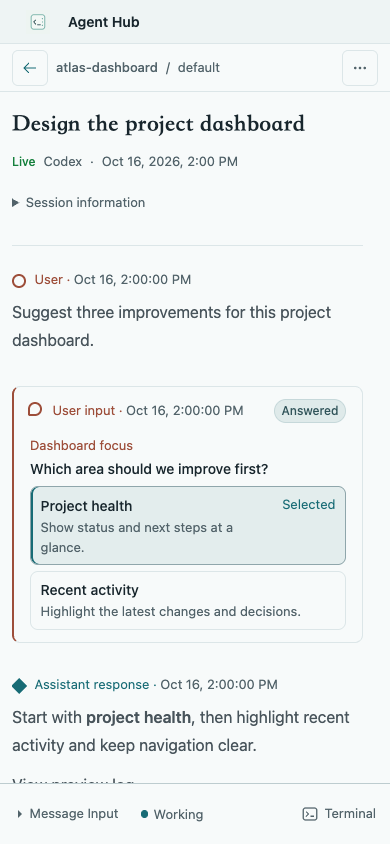 Agent Hub
atlas-dashboard / default
Design the project dashboard
Live Codex · Oct 16, 2026, 2:00 PM
Session information
User · Oct 16, 2:00:00 PM
Suggest three improvements for this project
dashboard.
User input · Oct 16, 2:00:00 PM
Answered
Dashboard focus
Which area should we improve first?
Project health
Selected
Show status and next steps at a
glance.
Recent activity
Highlight the latest changes and decisions.
Assistant response · Oct 16, 2:00:00 PM
Start with project health, then highlight recent
activity and keep navigation clear.
View preview log
Message Input
Working
Terminal